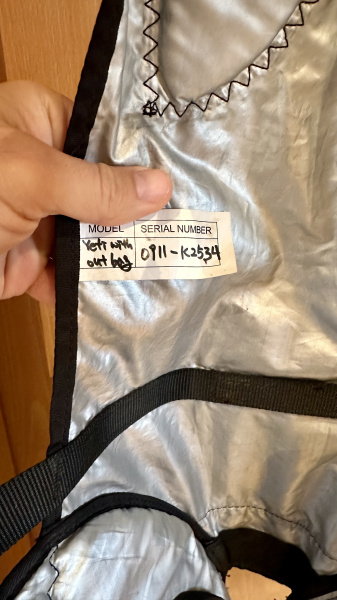 MODEL SERIAL NUMBER
Yeti with
out bag
0911-K2534